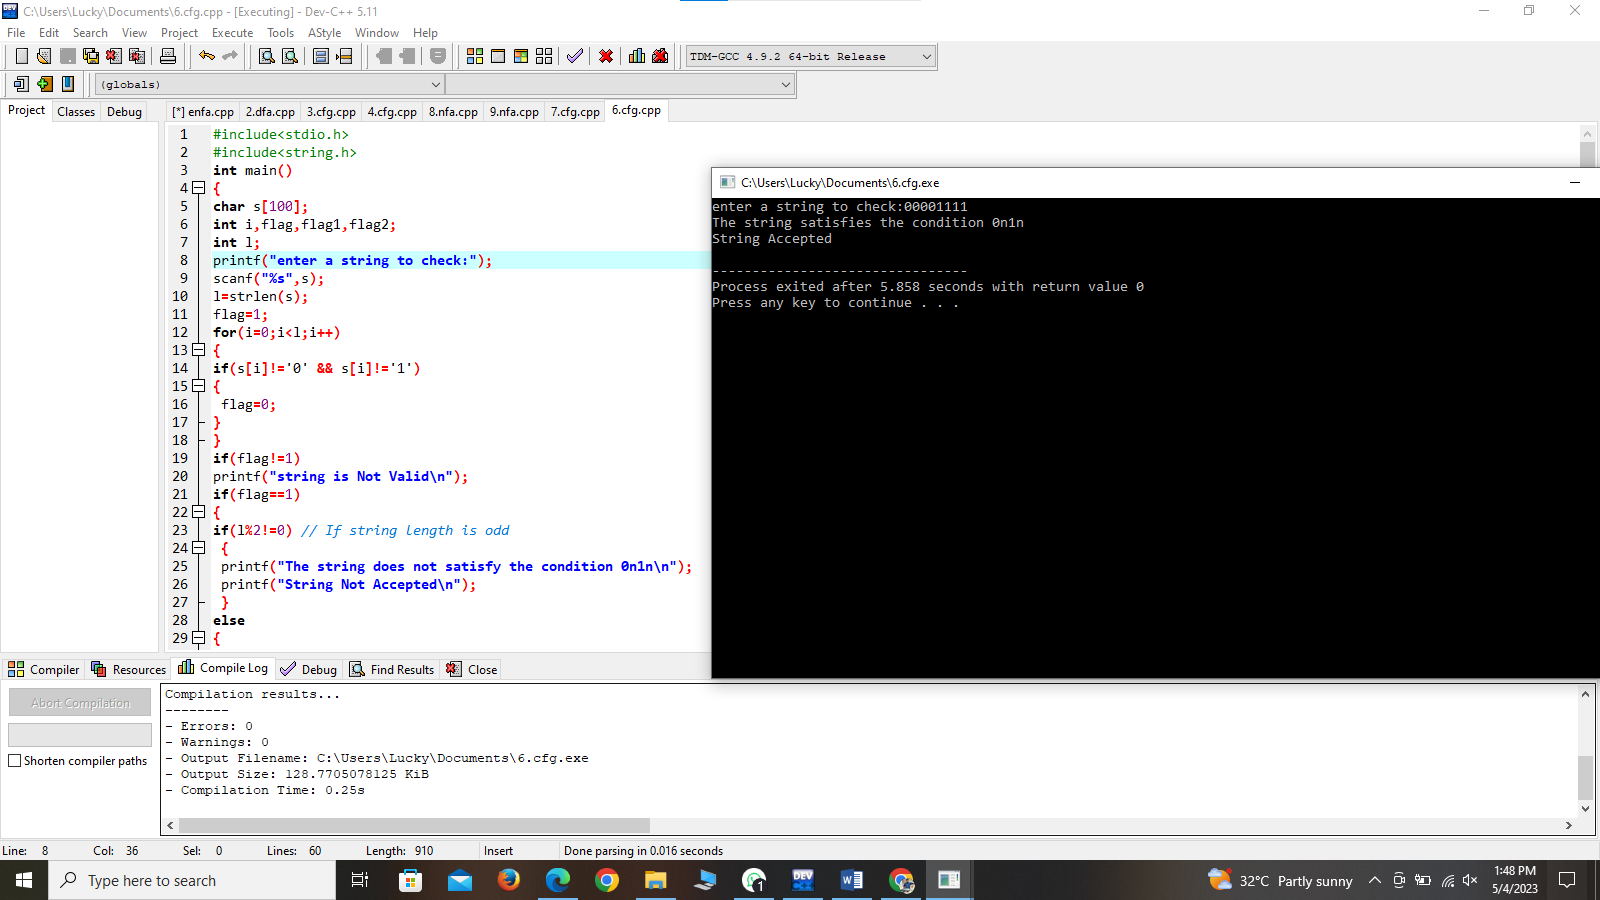 C:\Users\Lucky\Documents\6.cfg.cpp - [Executing] - Dev-C++ 5.11
File Edit Search View Project Execute Tools AStyle Window Help
TDM-GCC 4.9.2 64-bit Release
(globals)
Project Classes Debug
[*] enfa.cpp 2.dfa.cpp 3.cfg.cpp 4.cfg.cpp 8.nfa.cpp 9.nfa.cpp 7.cfg.cpp 6.cfg.cpp
1 #include<stdio.h>
2 #include<string.h>
3 int main()
4 {
5 char s[100];
6 int i,flag,flag1,flag2;
7 int l;
8 printf("enter a string to check:");
9 scanf("%s",s);
10 l=strlen(s);
11 flag=1;
12 for(i=0;i<l;i++)
13 {
14 if(s[i]!='0' && s[i]!='1')
15 {
16 flag=0;
17 }
18 }
19 if(flag!=1)
20 printf("string is Not Valid\n");
21 if(flag==1)
22 {
23 if(l%2!=0) // If string length is odd
24 {
25 printf("The string does not satisfy the condition 0n1n\n");
26 printf("String Not Accepted\n");
27 }
28 else
29 {
C:\Users\Lucky\Documents\6.cfg.exe
enter a string to check:00001111
The string satisfies the condition 0n1n
String Accepted
--------------------------------
Process exited after 5.858 seconds with return value 0
Press any key to continue . . .
Compiler Resources Compile Log Debug Find Results Close
Abort Compilation
Shorten compiler paths
Compilation results...
--------
- Errors: 0
- Warnings: 0
- Output Filename: C:\Users\Lucky\Documents\6.cfg.exe
- Output Size: 128.7705078125 KiB
- Compilation Time: 0.25s
Line: 8 Col: 36 Sel: 0 Lines: 60 Length: 910 Insert Done parsing in 0.016 seconds
Type here to search
1
DEV
32°C Partly sunny
1:48 PM
5/4/2023